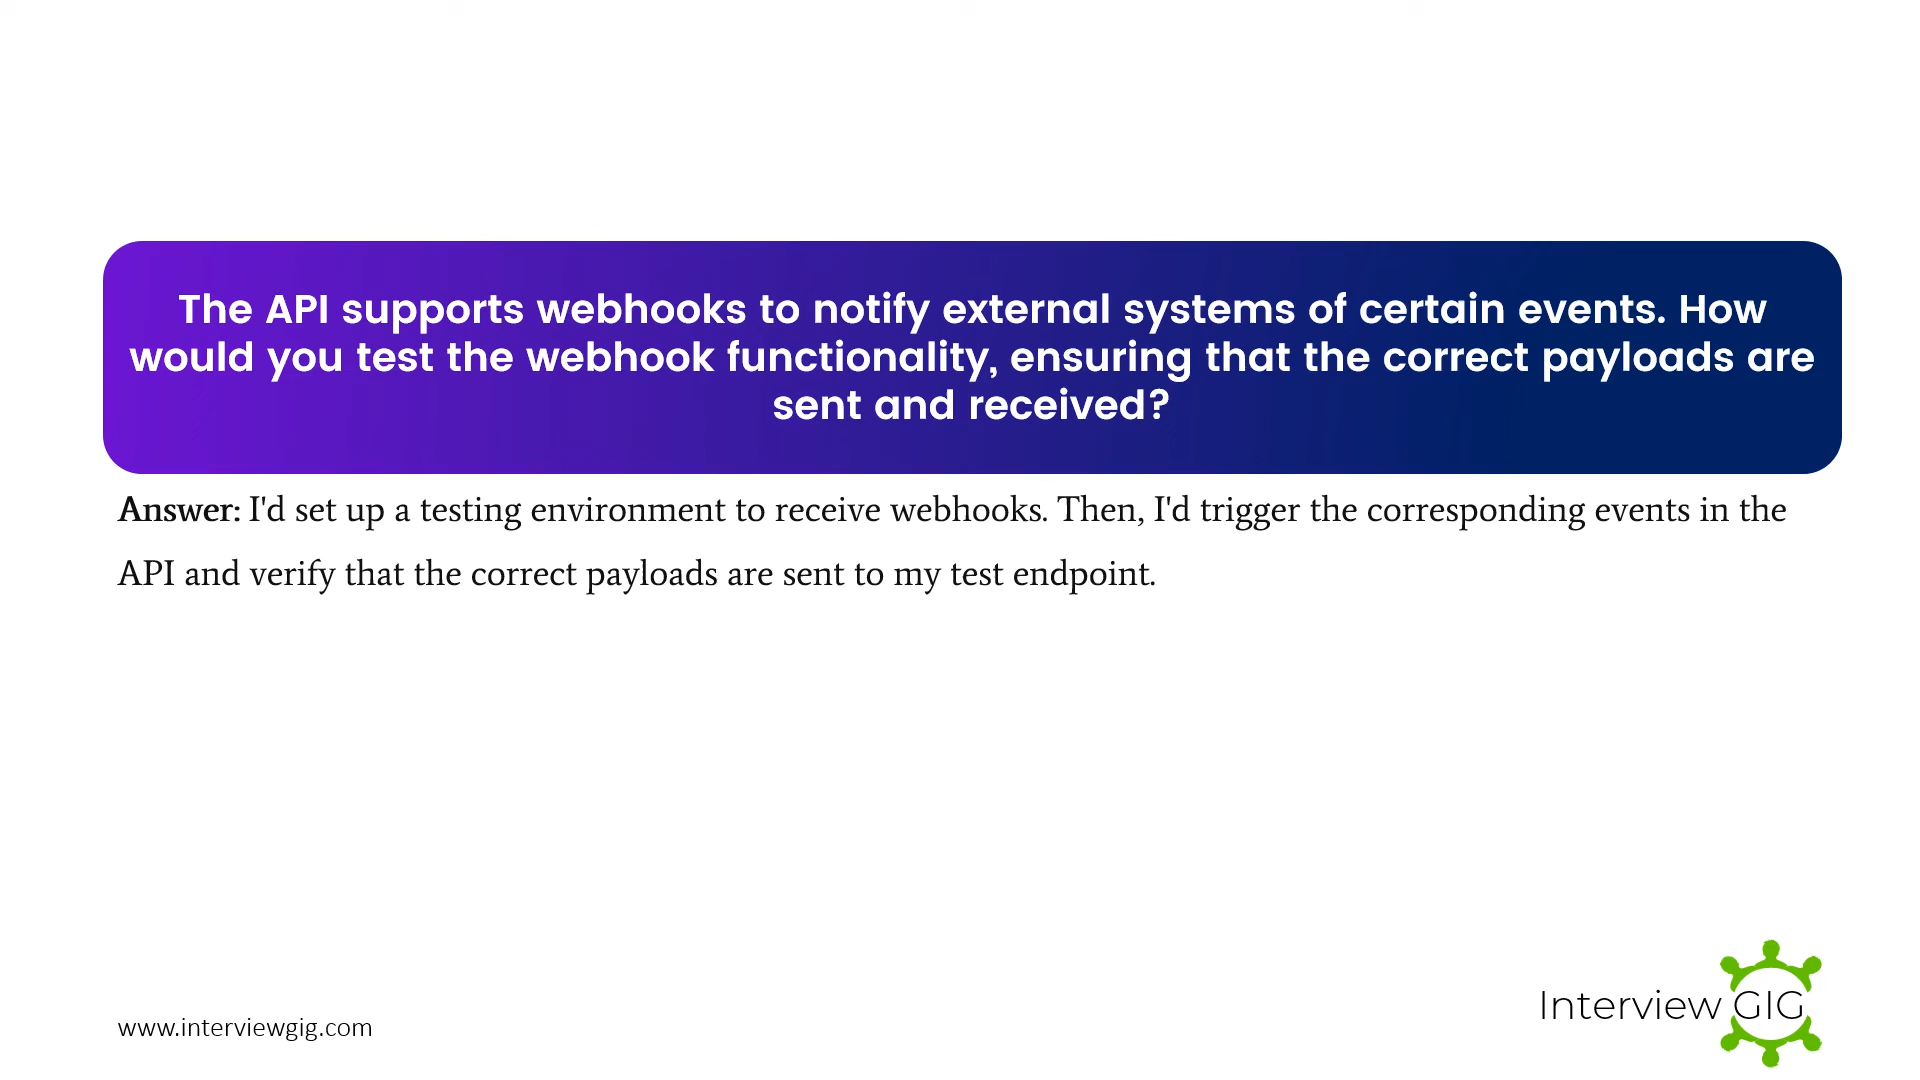 The API supports webhooks to notify external systems of certain events. How
would you test the webhook functionality, ensuring that the correct payloads are
sent and received?
Answer: I'd set up a testing environment to receive webhooks. Then, I'd trigger the corresponding events in the
API and verify that the correct payloads are sent to my test endpoint.
Interview GIG
www.interviewgig.com